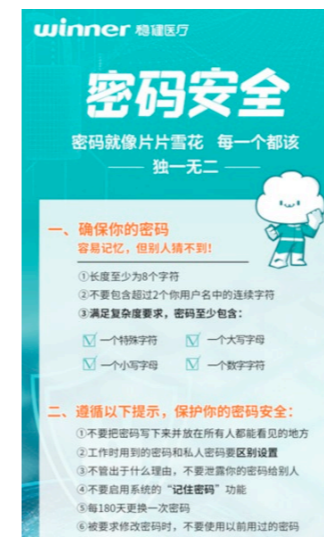 winner 稳健医疗
密码安全
密码就像片片雪花 每一个都该
独一无二
一、确保你的密码
容易记忆，但别人猜不到！
①长度至少为8个字符
②不要包含超过2个你用户名中的连续字符
③满足复杂度要求，密码至少包含：
一个特殊字符 一个大写字母
一个小写字母 一个数字字符
二、遵循以下提示，保护你的密码安全：
①不要把密码写下来并放在所有人都能看见的地方
②工作时用到的密码和私人密码要区别设置
③不管出于什么理由，不要泄露你的密码给别人
④不要启用系统的“记住密码”功能
⑤每180天更换一次密码
⑥被要求修改密码时，不要使用以前用过的密码